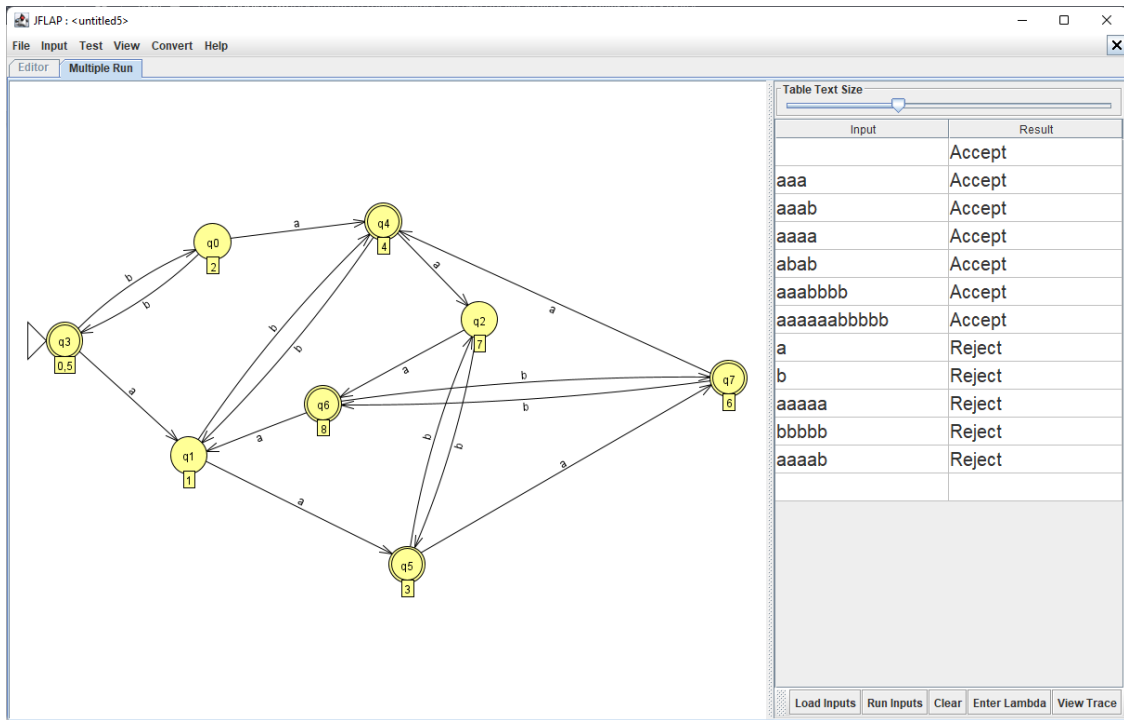 JFLAP : <untitled5>
File Input Test View Convert Help
Editor Multiple Run
Table Text Size
Input Result
Accept
aaa Accept
aaab Accept
aaaa Accept
abab Accept
aaabbbb Accept
aaaaaabbbbb Accept
a Reject
b Reject
aaaaa Reject
bbbbb Reject
aaaab Reject
q4
4
a
q0
2
b
b
a
q2
7
b
b
q3
0,5
a
a
a
b
b
q7
6
q6
8
a
b
b
q1
1
a
a
q5
3
Load Inputs Run Inputs Clear Enter Lambda View Trace